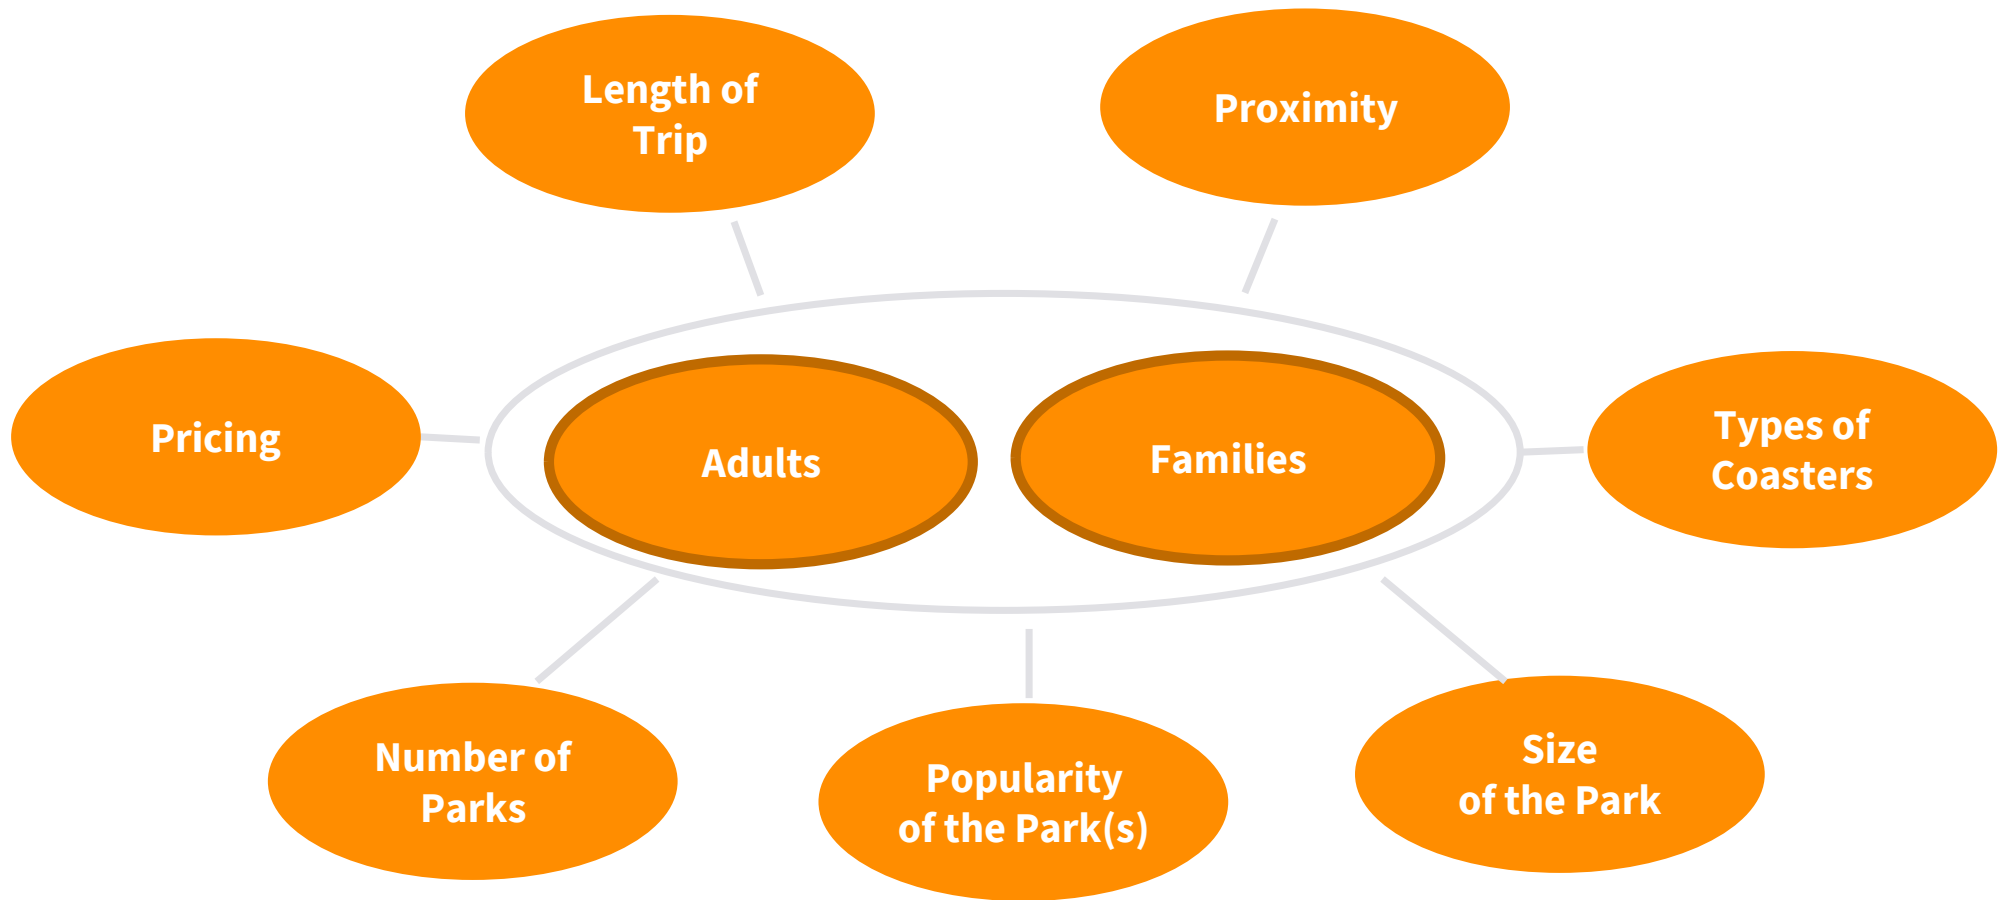 Length of
Trip
Proximity
Pricing
Adults
Families
Types of
Coasters
Number of
Parks
Popularity
of the Park(s)
Size
of the Park